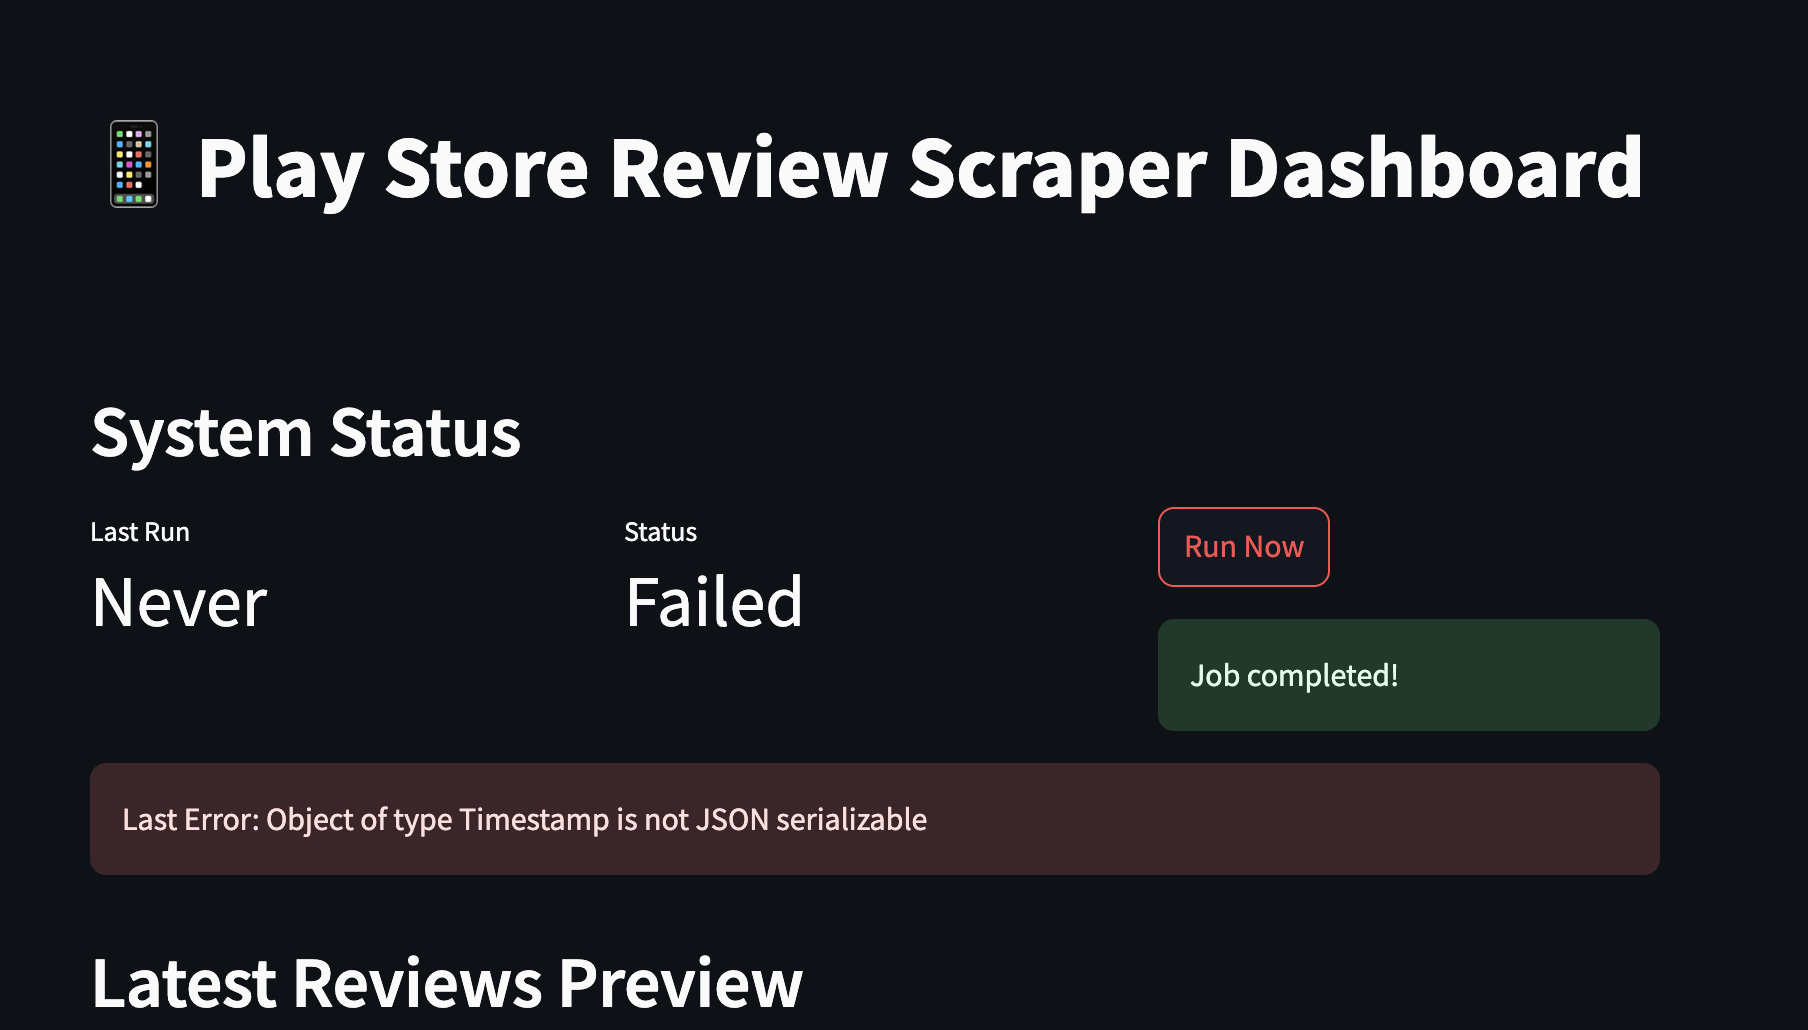 Play Store Review Scraper Dashboard
System Status
Last Run
Never
Status
Failed
Run Now
Job completed!
Last Error: Object of type Timestamp is not JSON serializable
Latest Reviews Preview